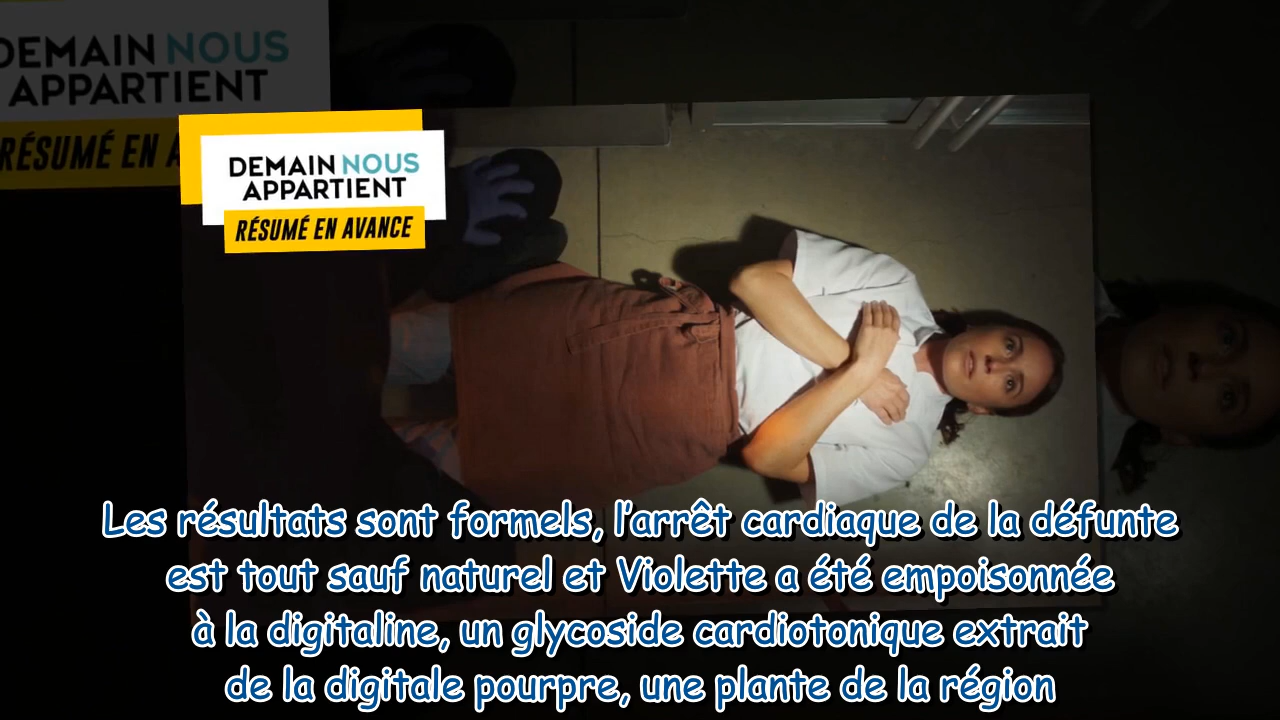 DEMAIN NOUS
APPARTIENT
RÉSUMÉ EN A
DEMAIN NOUS
APPARTIENT
RÉSUMÉ EN AVANCE
Les résultats sont formels, l'arrêt cardiaque de la défunte
est tout sauf naturel et Violette a été empoisonnée
à la digitaline, un glycoside cardiotonique extrait
de la digitale pourpre, une plante de la région